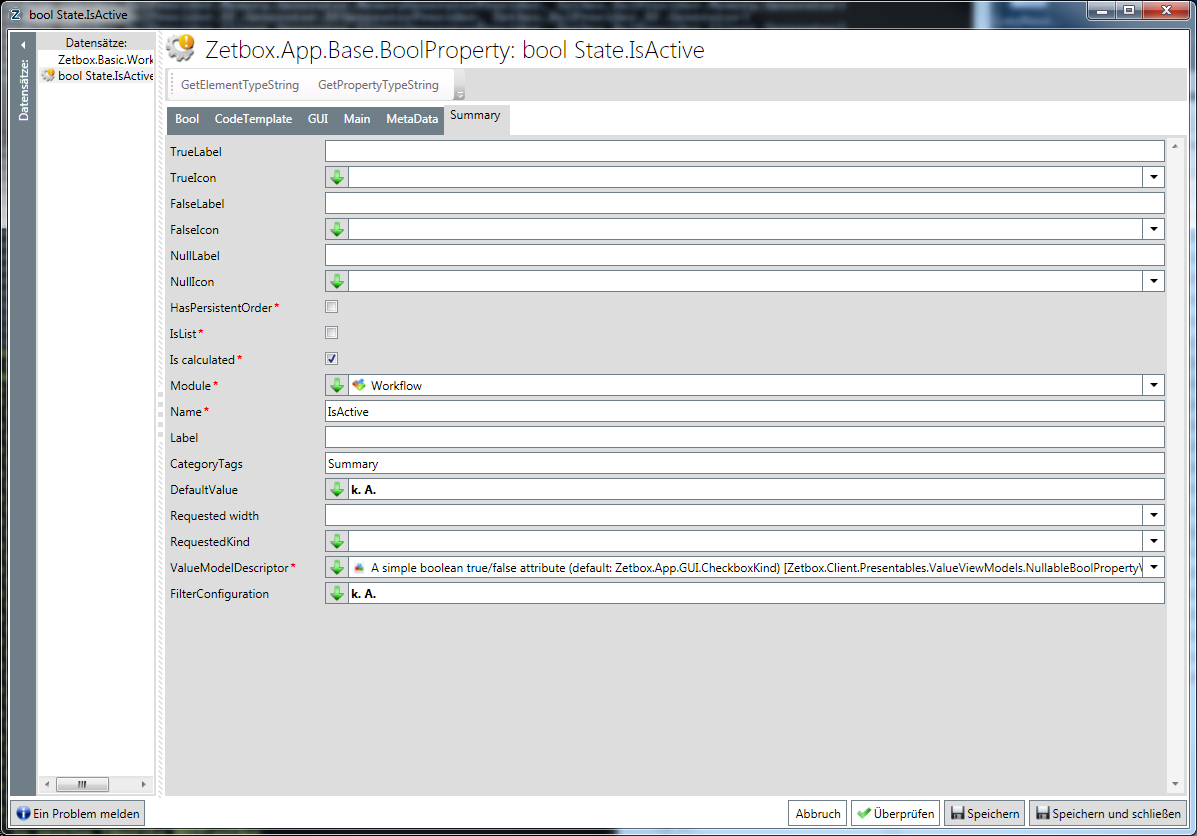 bool State.IsActive
Datensätze:
Datensätze:
Zetbox.Basic.Work
bool State.IsActive
Zetbox.App.Base.BoolProperty: bool State.IsActive
GetElementTypeString GetPropertyTypeString
Bool CodeTemplate GUI Main MetaData Summary
TrueLabel
TrueIcon
FalseLabel
FalseIcon
NullLabel
NullIcon
HasPersistentOrder*
IsList*
Is calculated*
Module* Workflow
Name* IsActive
Label
CategoryTags Summary
DefaultValue k. A.
Requested width
RequestedKind
ValueModelDescriptor* A simple boolean true/false attribute (default: Zetbox.App.GUI.CheckboxKind) [Zetbox.Client.Presentables.ValueViewModels.NullableBoolPropertyV
FilterConfiguration k. A.
Ein Problem melden Abbruch Überprüfen Speichern Speichern und schließen